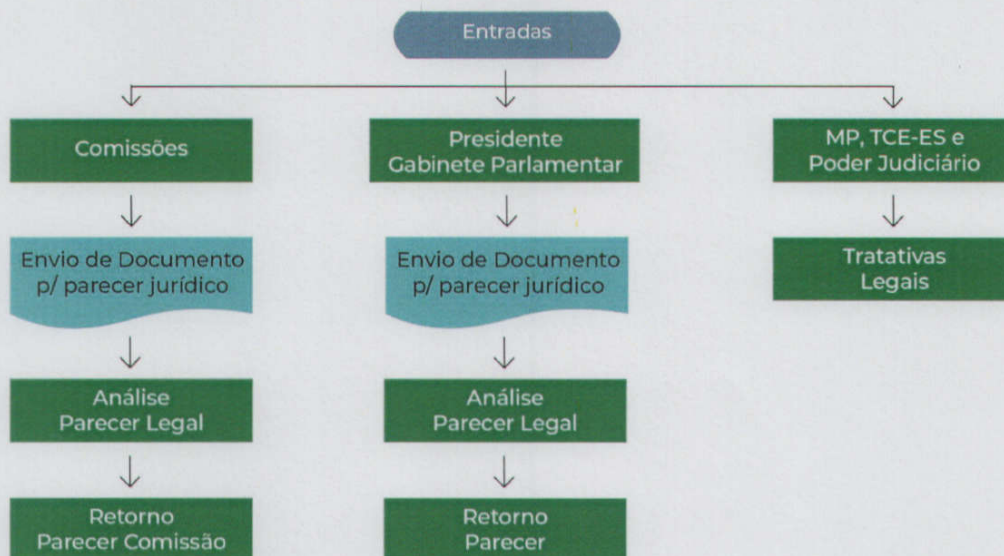 Entradas
Comissões
Presidente
Gabinete Parlamentar
MP, TCE-ES e
Poder Judiciário
Envio de Documento
p/ parecer jurídico
Envio de Documento
p/ parecer jurídico
Tratativas
Legais
Análise
Parecer Legal
Análise
Parecer Legal
Retorno
Parecer Comissão
Retorno
Parecer